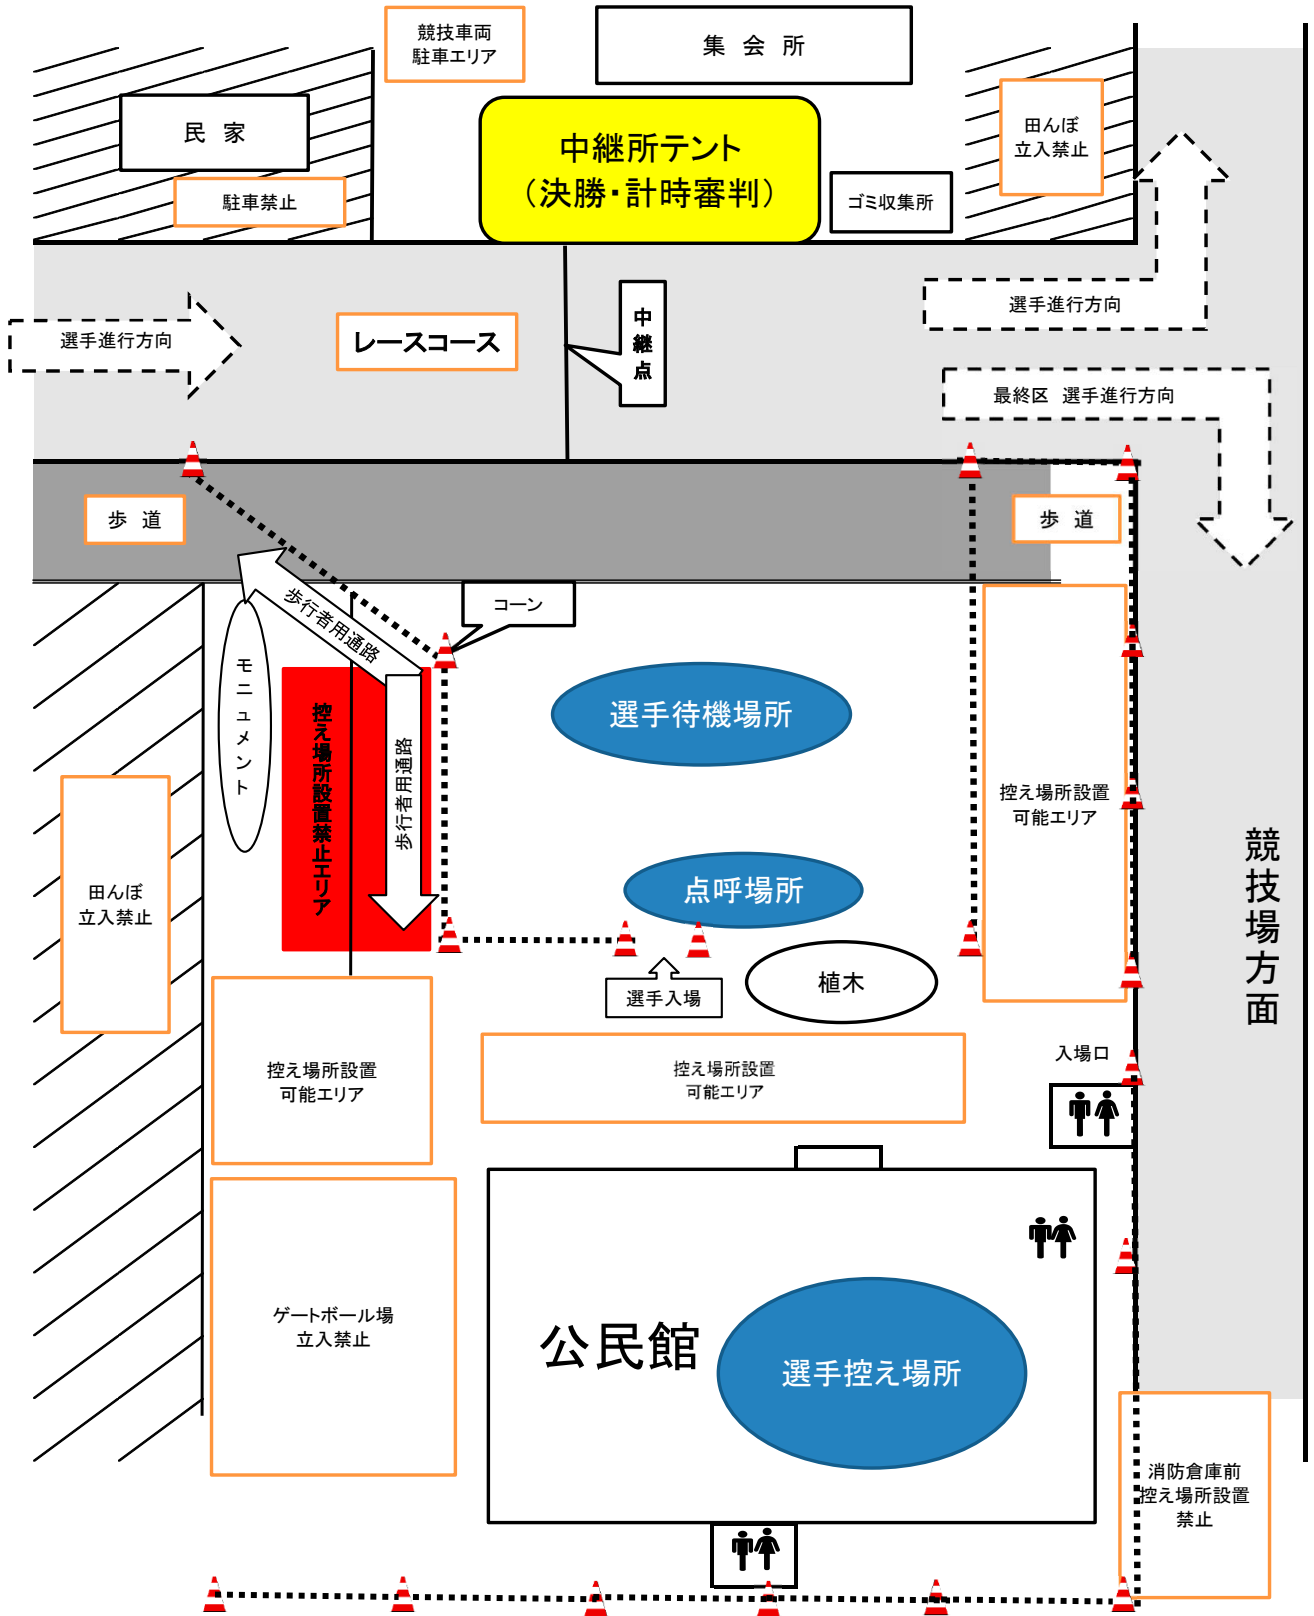 競技車両
駐車エリア
集 会 所
民 家
駐車禁止
中継所テント
（決勝・計時審判）
ゴミ収集所
田んぼ
立入禁止
選手進行方向
レースコース
中継点
選手進行方向
最終区 選手進行方向
歩 道
歩 道
歩行者用通路
コーン
モニュメント
控え場所設置禁止エリア
歩行者用通路
選手待機場所
点呼場所
控え場所設置
可能エリア
競技場方面
田んぼ
立入禁止
選手入場
植木
控え場所設置
可能エリア
控え場所設置
可能エリア
入場口
ゲートボール場
立入禁止
公民館
選手控え場所
消防倉庫前
控え場所設置
禁止